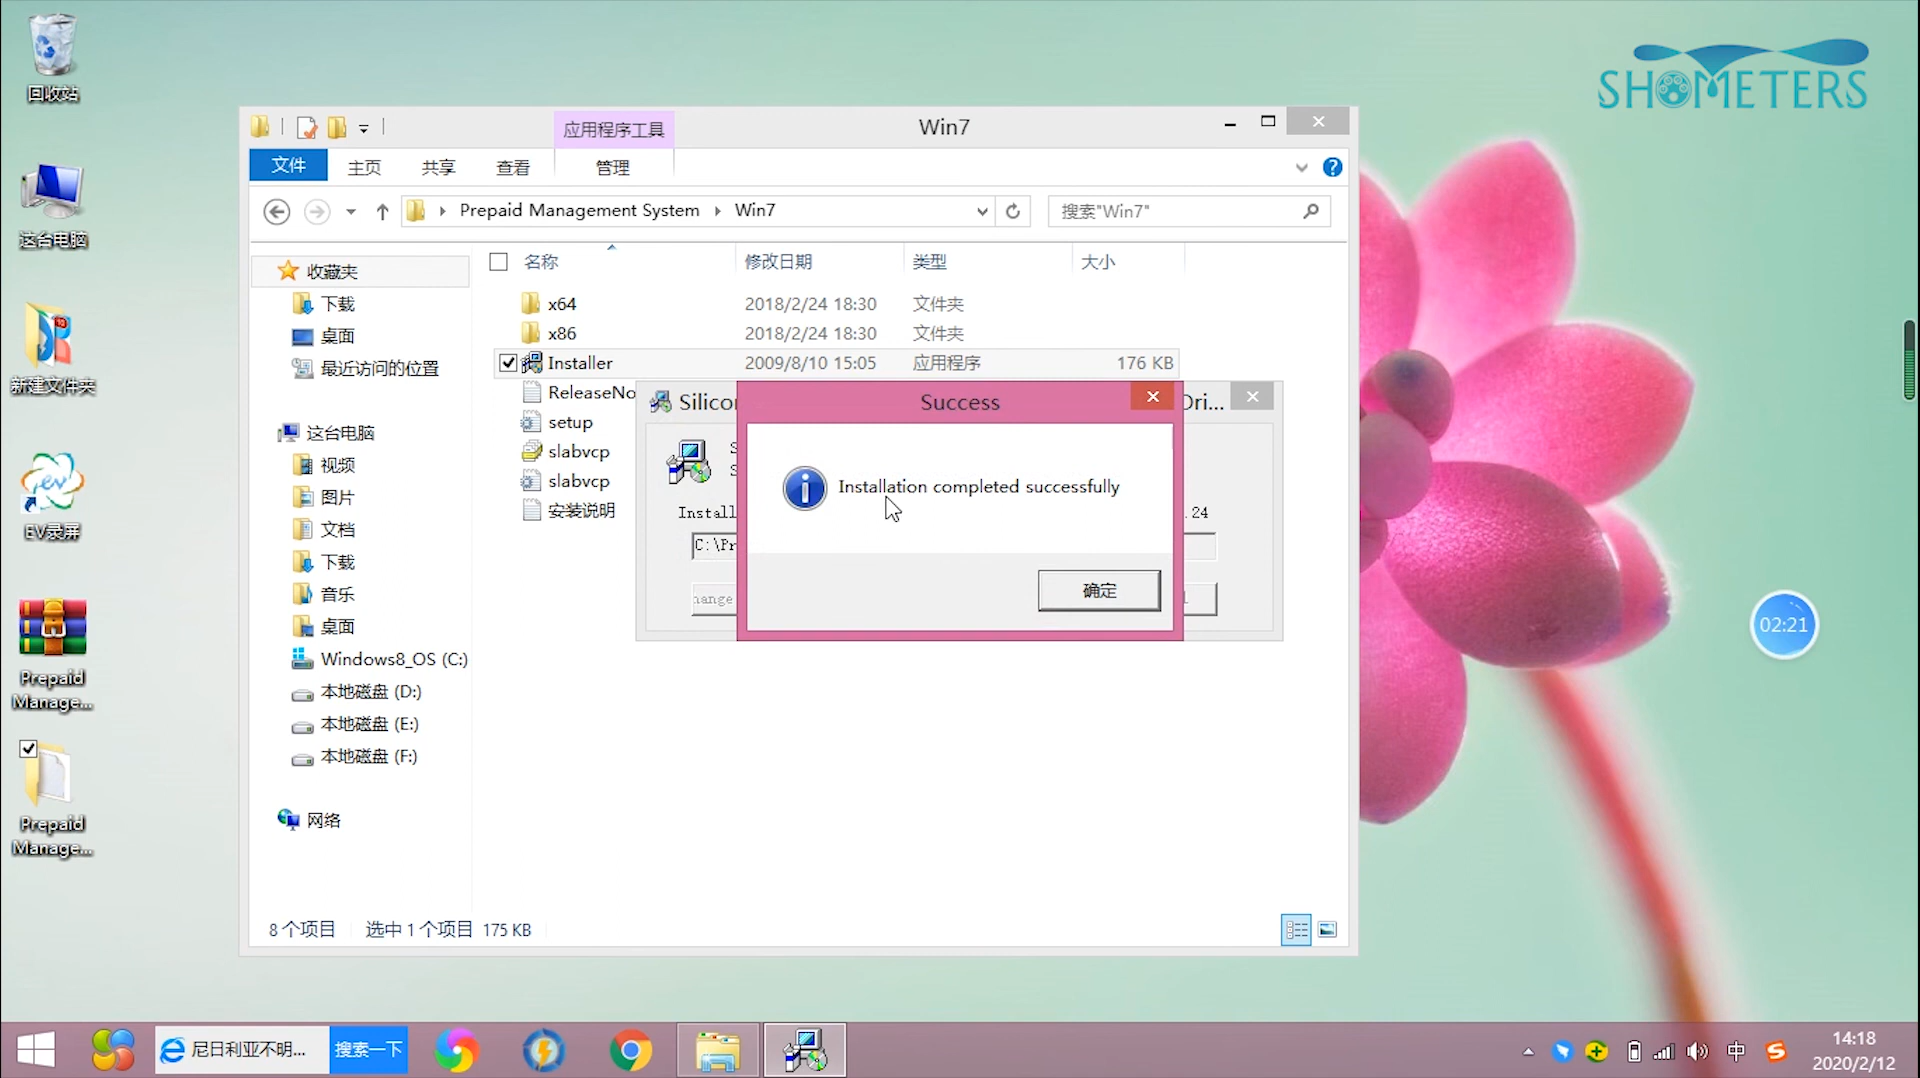 回收站
这台电脑
新建文件夹
EV录屏
Prepaid
Manage...
Prepaid
Manage...
SHOMETERS
应用程序工具
Win7
文件
主页
共享
查看
管理
Prepaid Management System
Win7
搜索"Win7"
名称
修改日期
类型
大小
收藏夹
下载
桌面
最近访问的位置
这台电脑
视频
图片
文档
下载
音乐
桌面
Windows8_OS (C:)
本地磁盘 (D:)
本地磁盘 (E:)
本地磁盘 (F:)
网络
x64 2018/2/24 18:30 文件夹
x86 2018/2/24 18:30 文件夹
Installer 2009/8/10 15:05 应用程序 176 KB
ReleaseNo
setup
slabvcp
slabvcp
安装说明
Silico
Dri...
Success
Installation completed successfully
确定
Install
.24
C:\Pr
hange
8 个项目
选中 1 个项目 175 KB
02:21
尼日利亚不明...
搜索一下
中
14:18
2020/2/12